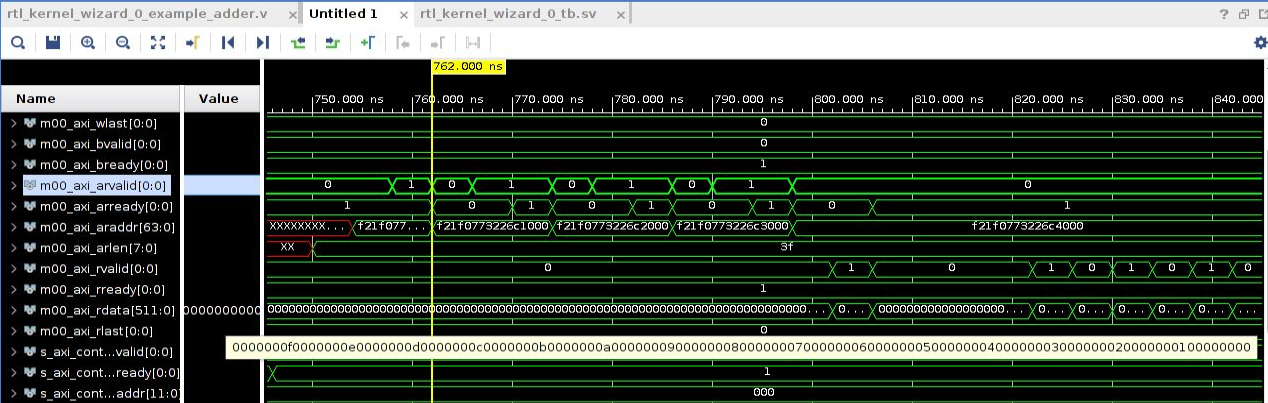 rtl_kernel_wizard_0_example_adder.v × Untitled 1 × rtl_kernel_wizard_0_tb.sv × ?
762.000 ns
Name Value 750.000 ns 760.000 ns 770.000 ns 780.000 ns 790.000 ns 800.000 ns 810.000 ns 820.000 ns 830.000 ns 840.000
m00_axi_wlast[0:0] 0
m00_axi_bvalid[0:0] 0
m00_axi_bready[0:0] 1
m00_axi_arvalid[0:0] 0 1 0 1 0 1 0 1 0
m00_axi_arready[0:0] 1 0 1 0 1 0 1 0 1
m00_axi_araddr[63:0] XXXXXXXX... f21f077... f21f0773226c1000 f21f0773226c2000 f21f0773226c3000 f21f0773226c4000
m00_axi_arlen[7:0] XX 3f
m00_axi_rvalid[0:0] 0 1 0 1 0 1 0 1 0
m00_axi_rready[0:0] 1
m00_axi_rdata[511:0] 0... 0... 0... 0... 0... 0...
m00_axi_rlast[0:0] 0
s_axi_cont...valid[0:0]
0000000f0000000e0000000d0000000c0000000b0000000a00000009000000080000000700000006000000050000000400000003000000020000000100000000
s_axi_cont...ready[0:0] 1
s_axi_cont...addr[11:0] 000